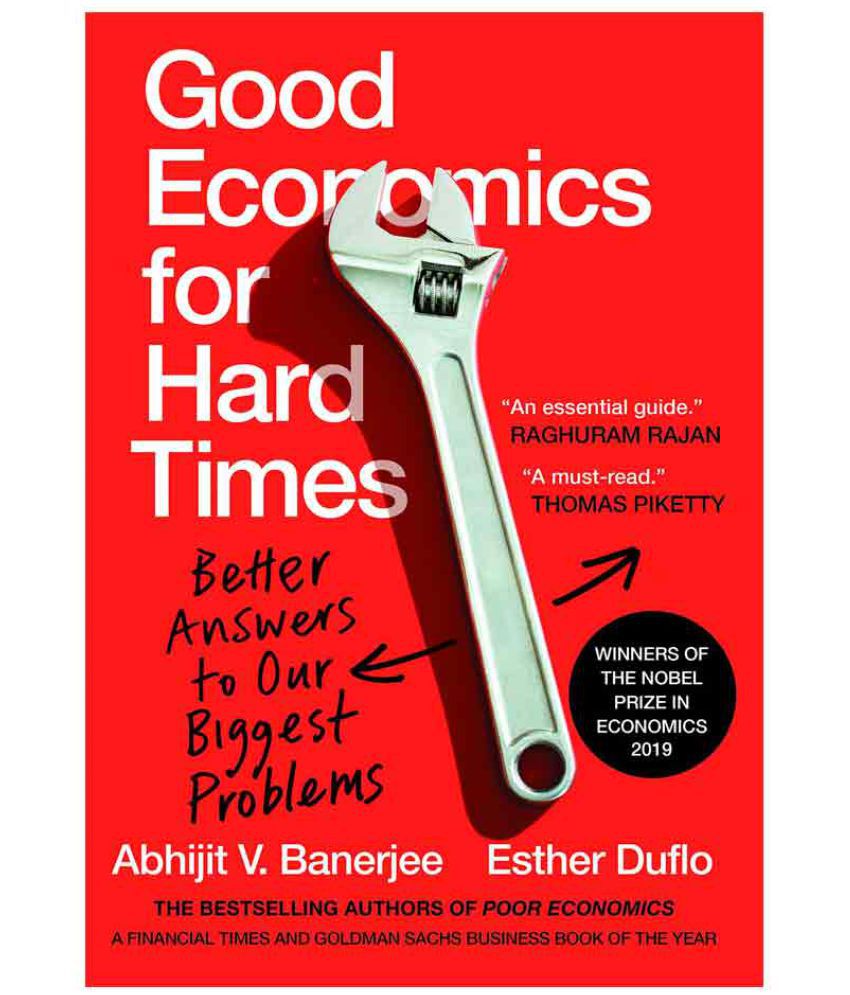 Good
Economics
for
Hard
Times
“An essential guide.”
RAGHURAM RAJAN
“A must-read.”
THOMAS PIKETTY
Better
Answers
to Our
Biggest
Problems
WINNERS OF
THE NOBEL
PRIZE IN
ECONOMICS
2019
Abhijit V. Banerjee Esther Duflo
THE BESTSELLING AUTHORS OF POOR ECONOMICS
A FINANCIAL TIMES AND GOLDMAN SACHS BUSINESS BOOK OF THE YEAR